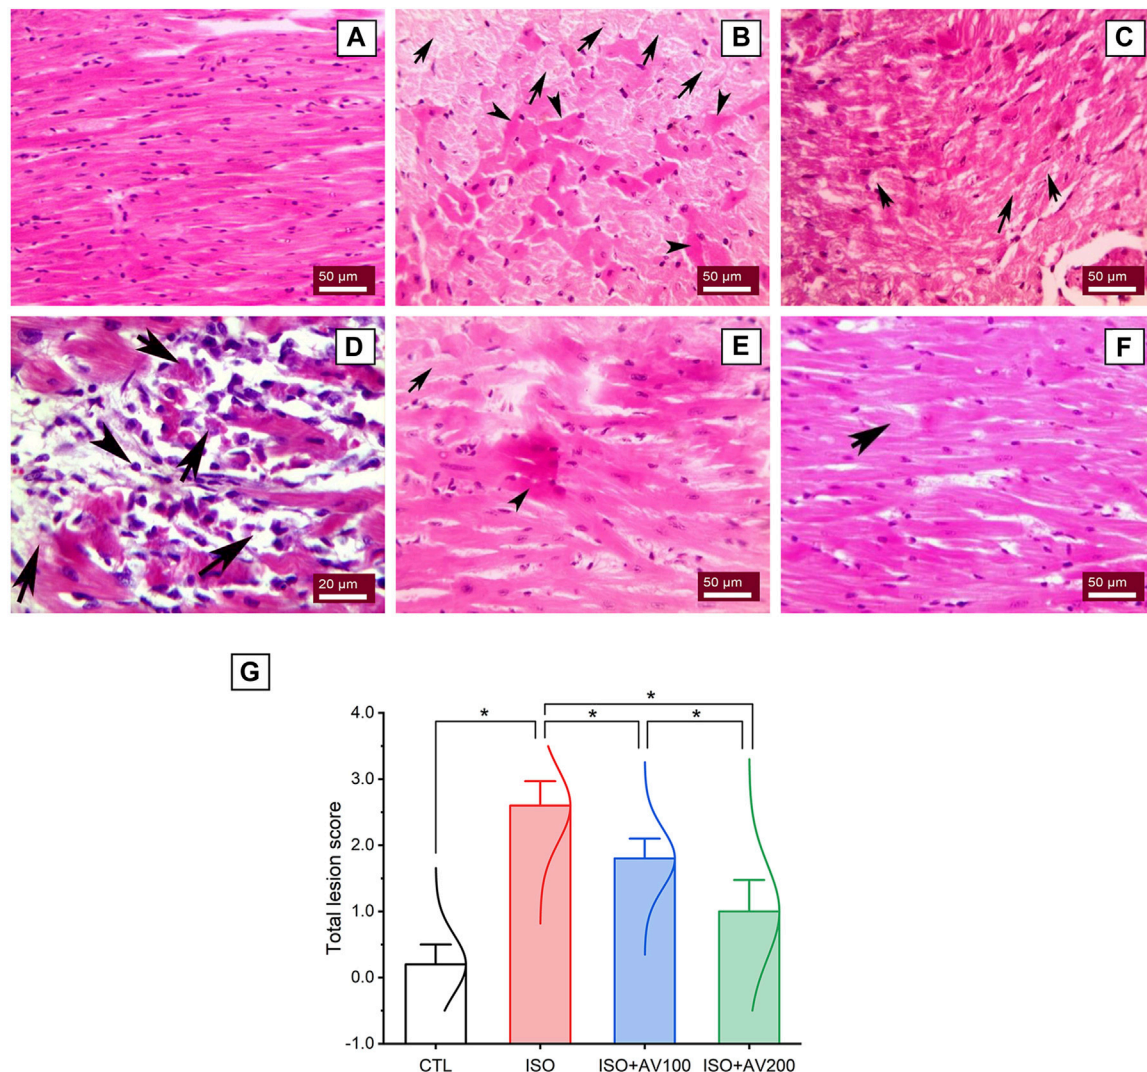 A
B
C
50 µm
50 µm
50 µm
D
E
F
20 µm
50 µm
50 µm
G
*
*
*
*
4.0
3.0
2.0
1.0
0.0
-1.0
Total lesion score
CTL
ISO
ISO+AV100
ISO+AV200